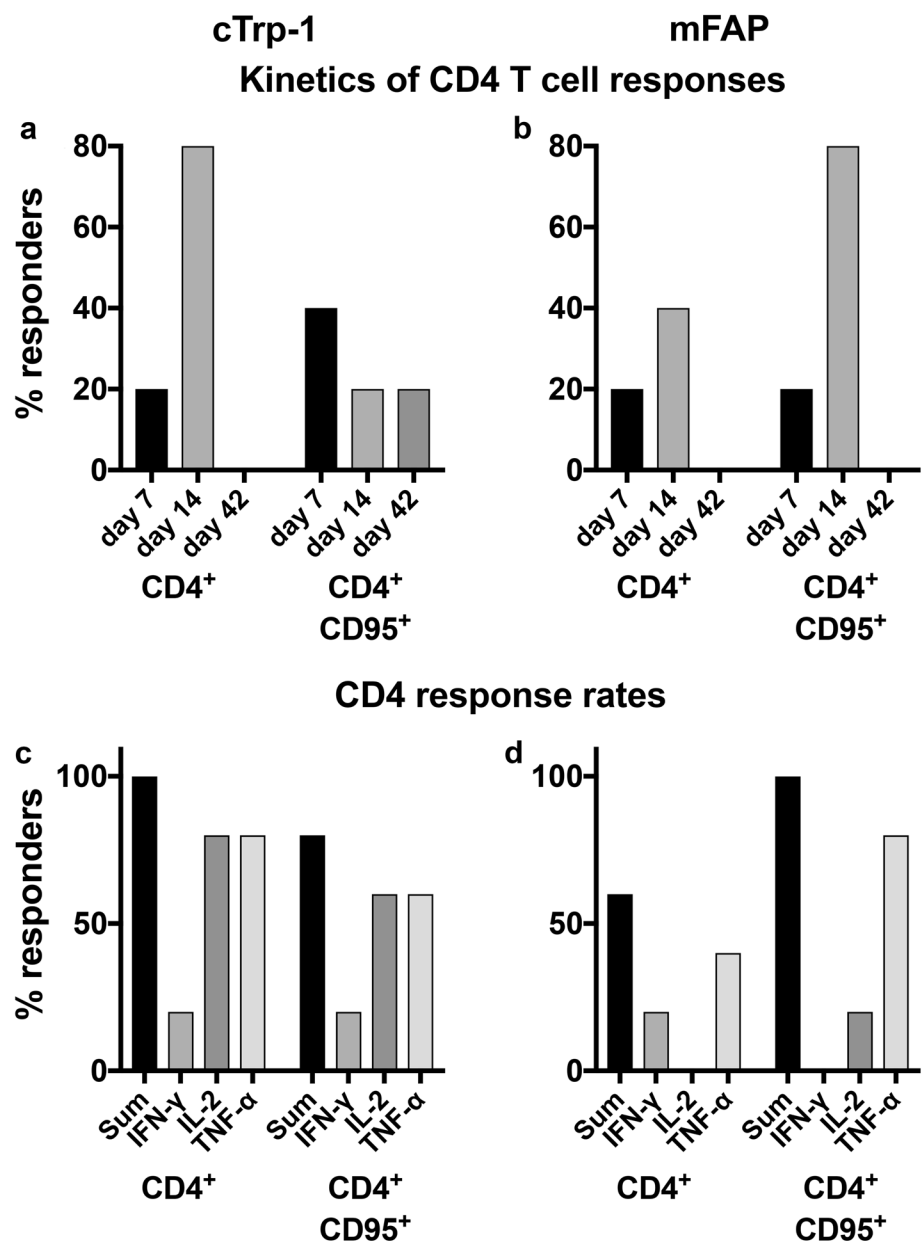 cTrp-1 mFAP
Kinetics of CD4 T cell responses
a b
% responders
80 80
60 60
40 40
20 20
0 0
day 7 day 14 day 42 day 7 day 14 day 42 day 7 day 14 day 42 day 7 day 14 day 42
CD4⁺ CD4⁺ CD4⁺ CD4⁺
CD95⁺ CD95⁺
CD4 response rates
c d
% responders
100 100
50 50
0 0
Sum IFN-γ IL-2 TNF-α Sum IFN-γ IL-2 TNF-α Sum IFN-γ IL-2 TNF-α Sum IFN-γ IL-2 TNF-α
CD4⁺ CD4⁺ CD4⁺ CD4⁺
CD95⁺ CD95⁺